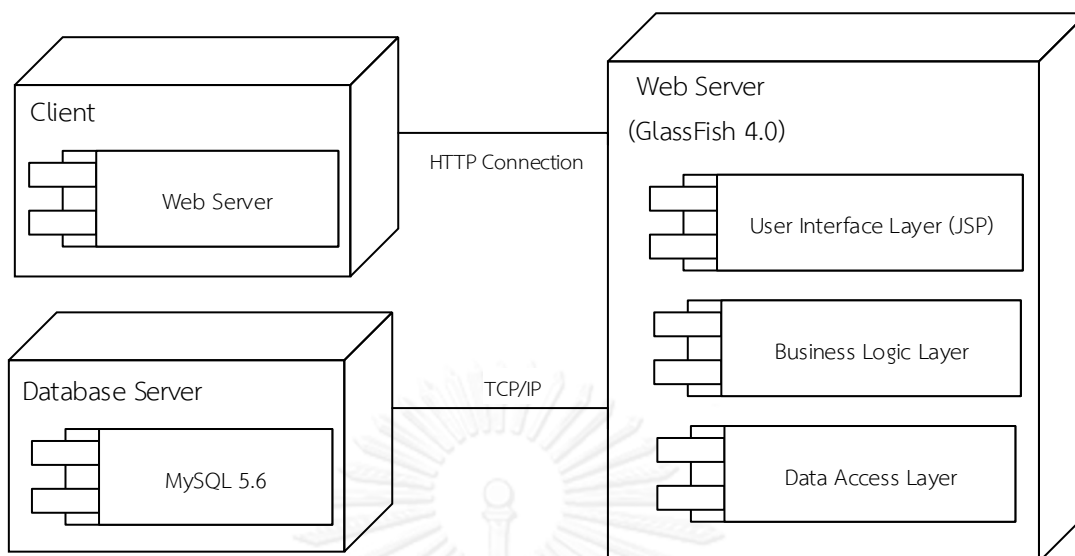 Client
Web Server
HTTP Connection
Web Server
(GlassFish 4.0)
User Interface Layer (JSP)
Business Logic Layer
Data Access Layer
Database Server
MySQL 5.6
TCP/IP